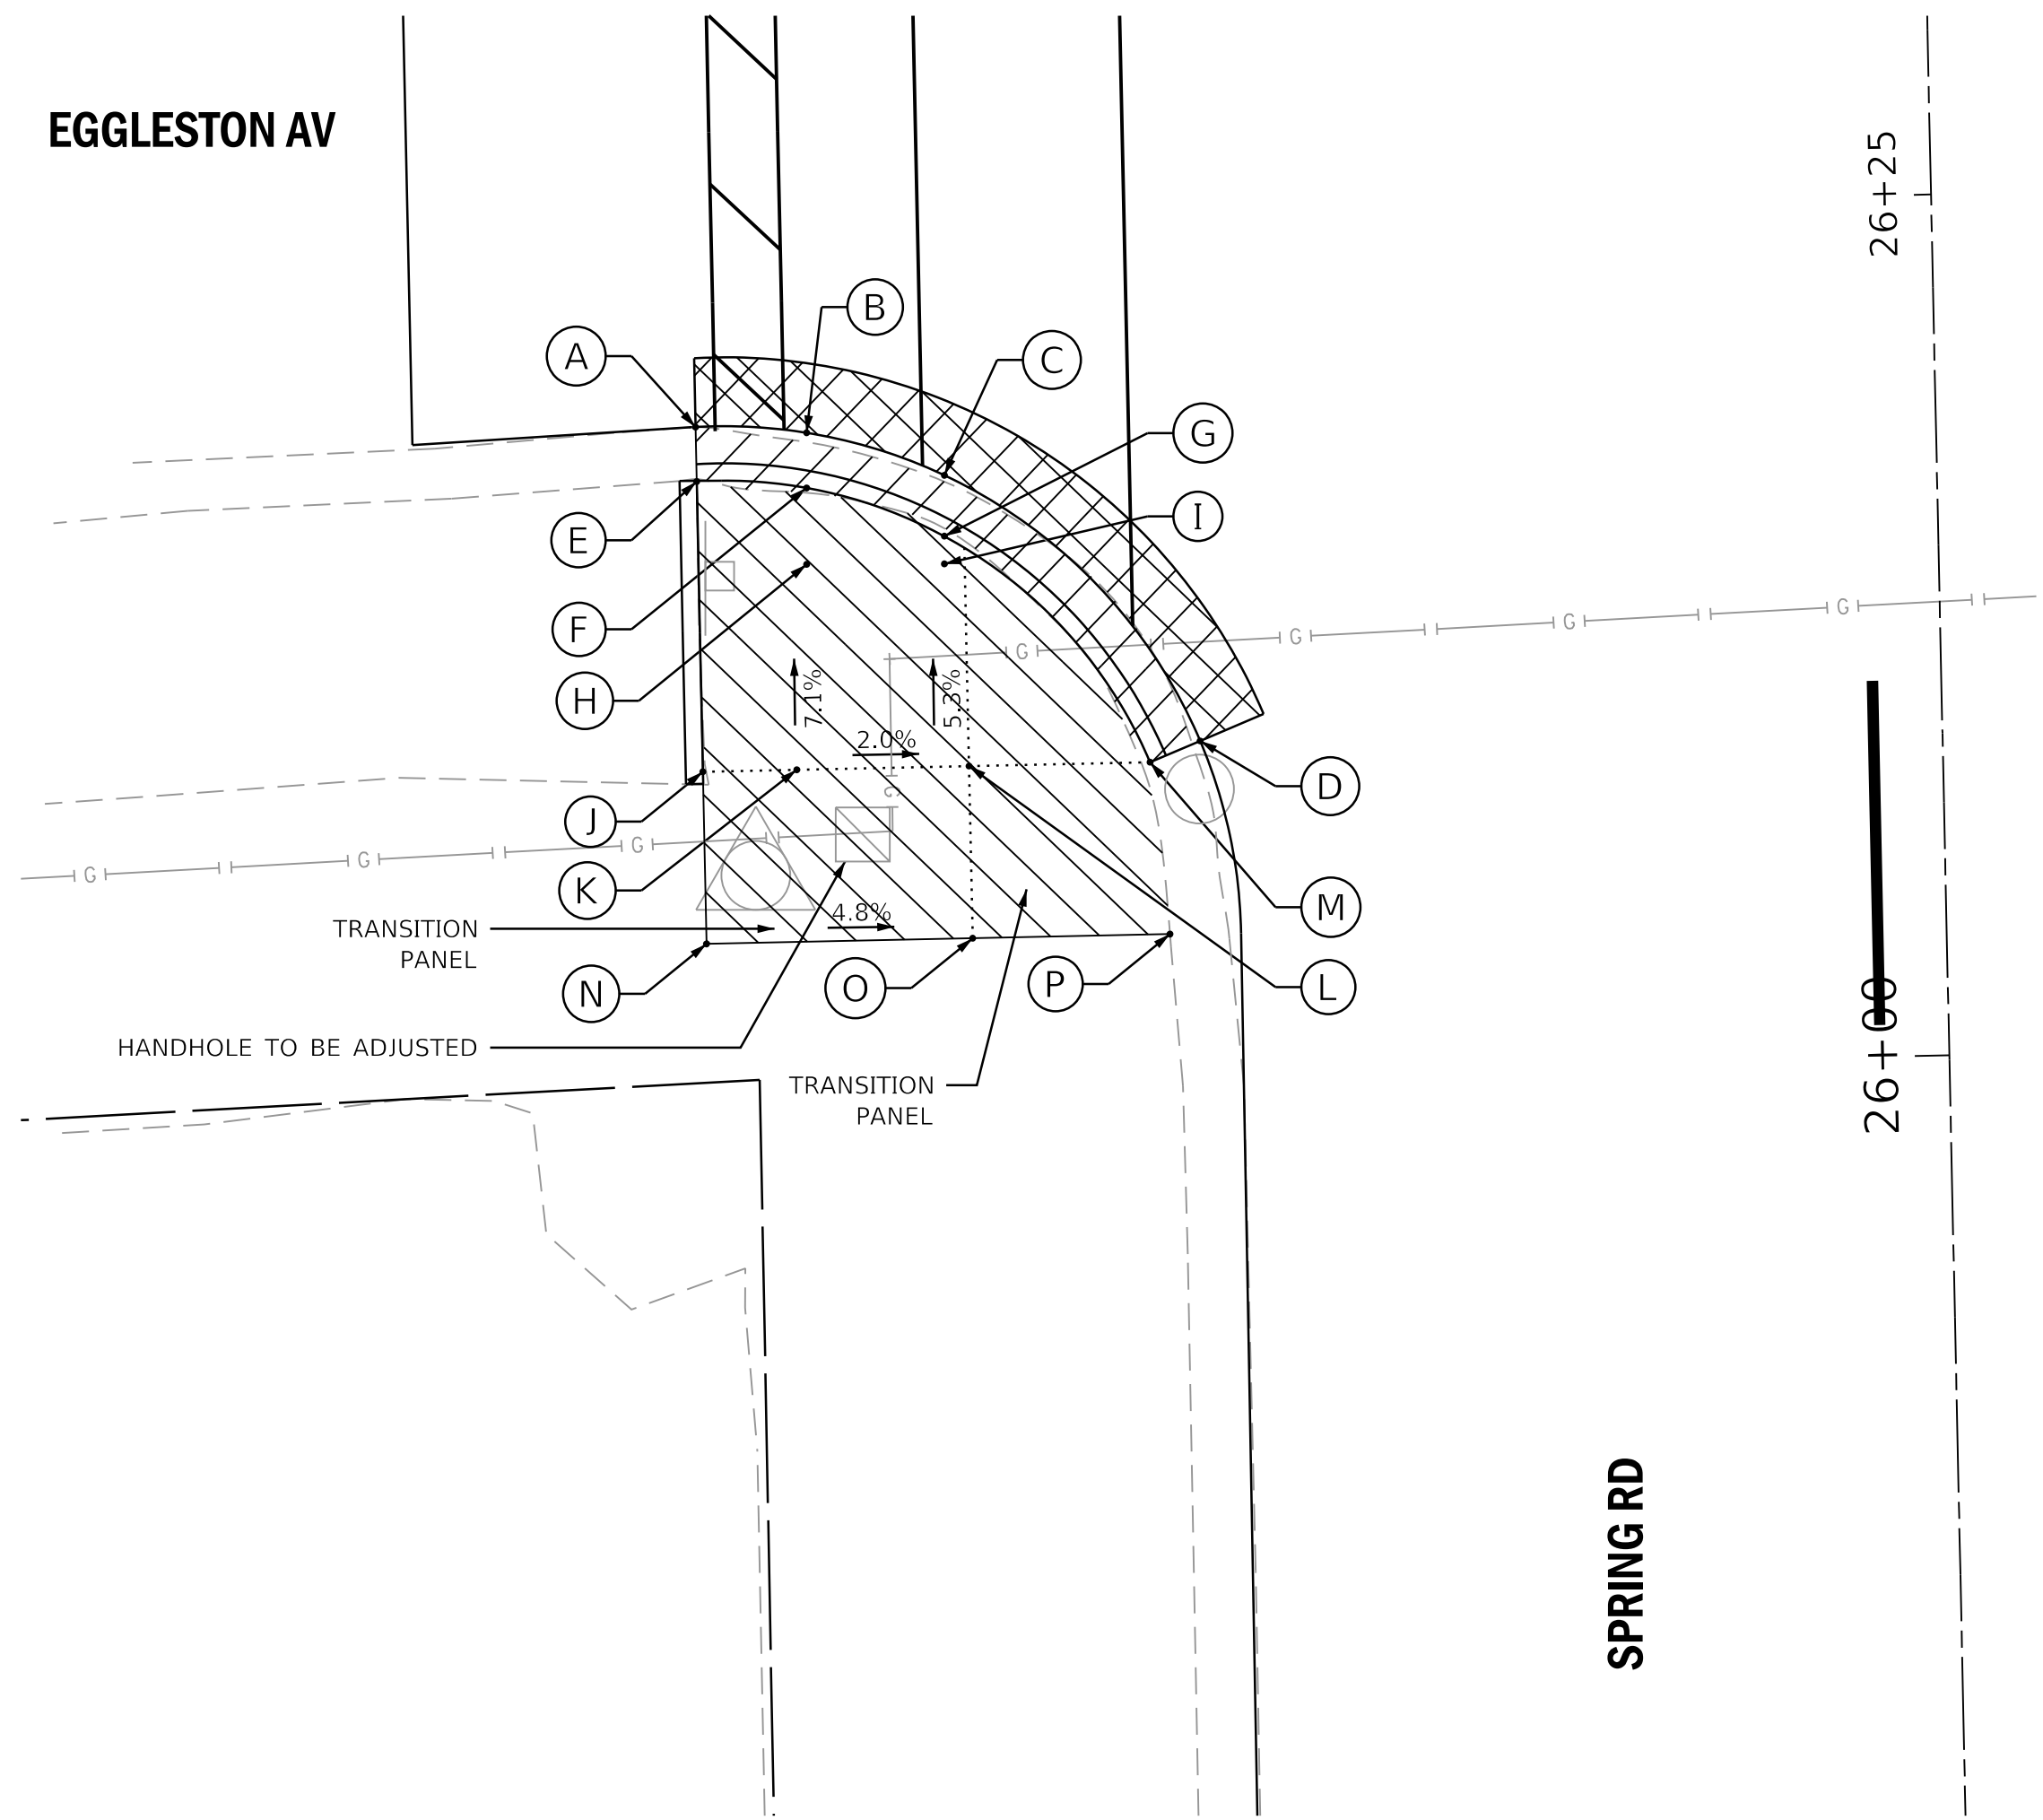 EGGLESTON AV
26+25
A
B
C
G
I
E
F
H
7.1%
5.3%
2.0%
G
G
G
G
D
J
G
G
G
G
K
M
4.8%
TRANSITION
PANEL
N
O
P
L
HANDHOLE TO BE ADJUSTED
TRANSITION
PANEL
26+00
SPRING RD